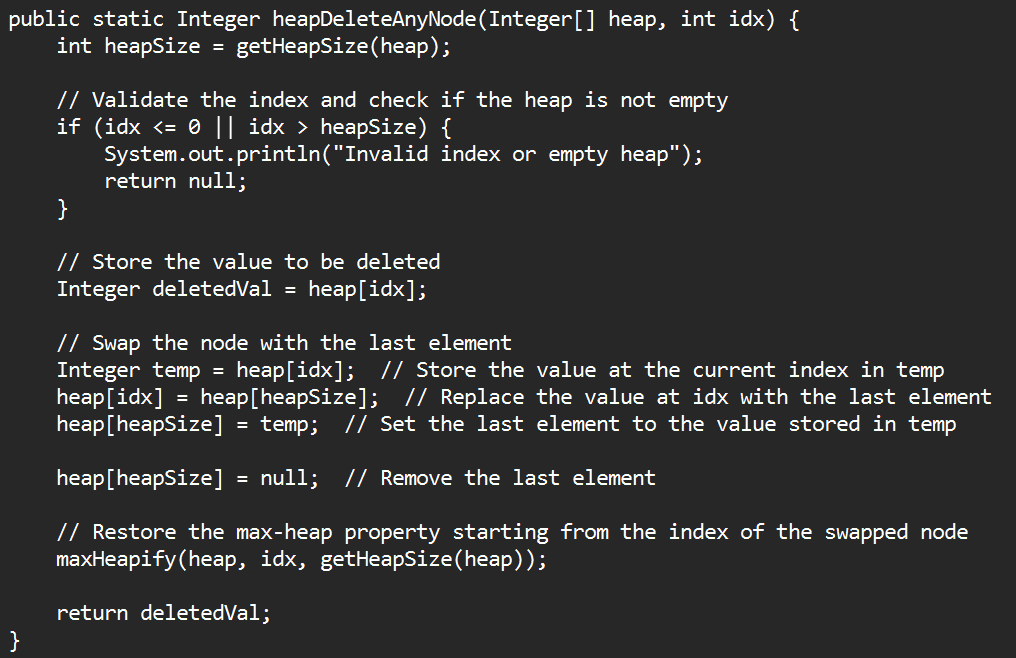 public static Integer heapDeleteAnyNode(Integer[] heap, int idx) {
    int heapSize = getHeapSize(heap);

    // Validate the index and check if the heap is not empty
    if (idx <= 0 || idx > heapSize) {
        System.out.println("Invalid index or empty heap");
        return null;
    }

    // Store the value to be deleted
    Integer deletedVal = heap[idx];

    // Swap the node with the last element
    Integer temp = heap[idx];  // Store the value at the current index in temp
    heap[idx] = heap[heapSize];  // Replace the value at idx with the last element
    heap[heapSize] = temp;  // Set the last element to the value stored in temp

    heap[heapSize] = null;  // Remove the last element

    // Restore the max-heap property starting from the index of the swapped node
    maxHeapify(heap, idx, getHeapSize(heap));

    return deletedVal;
}